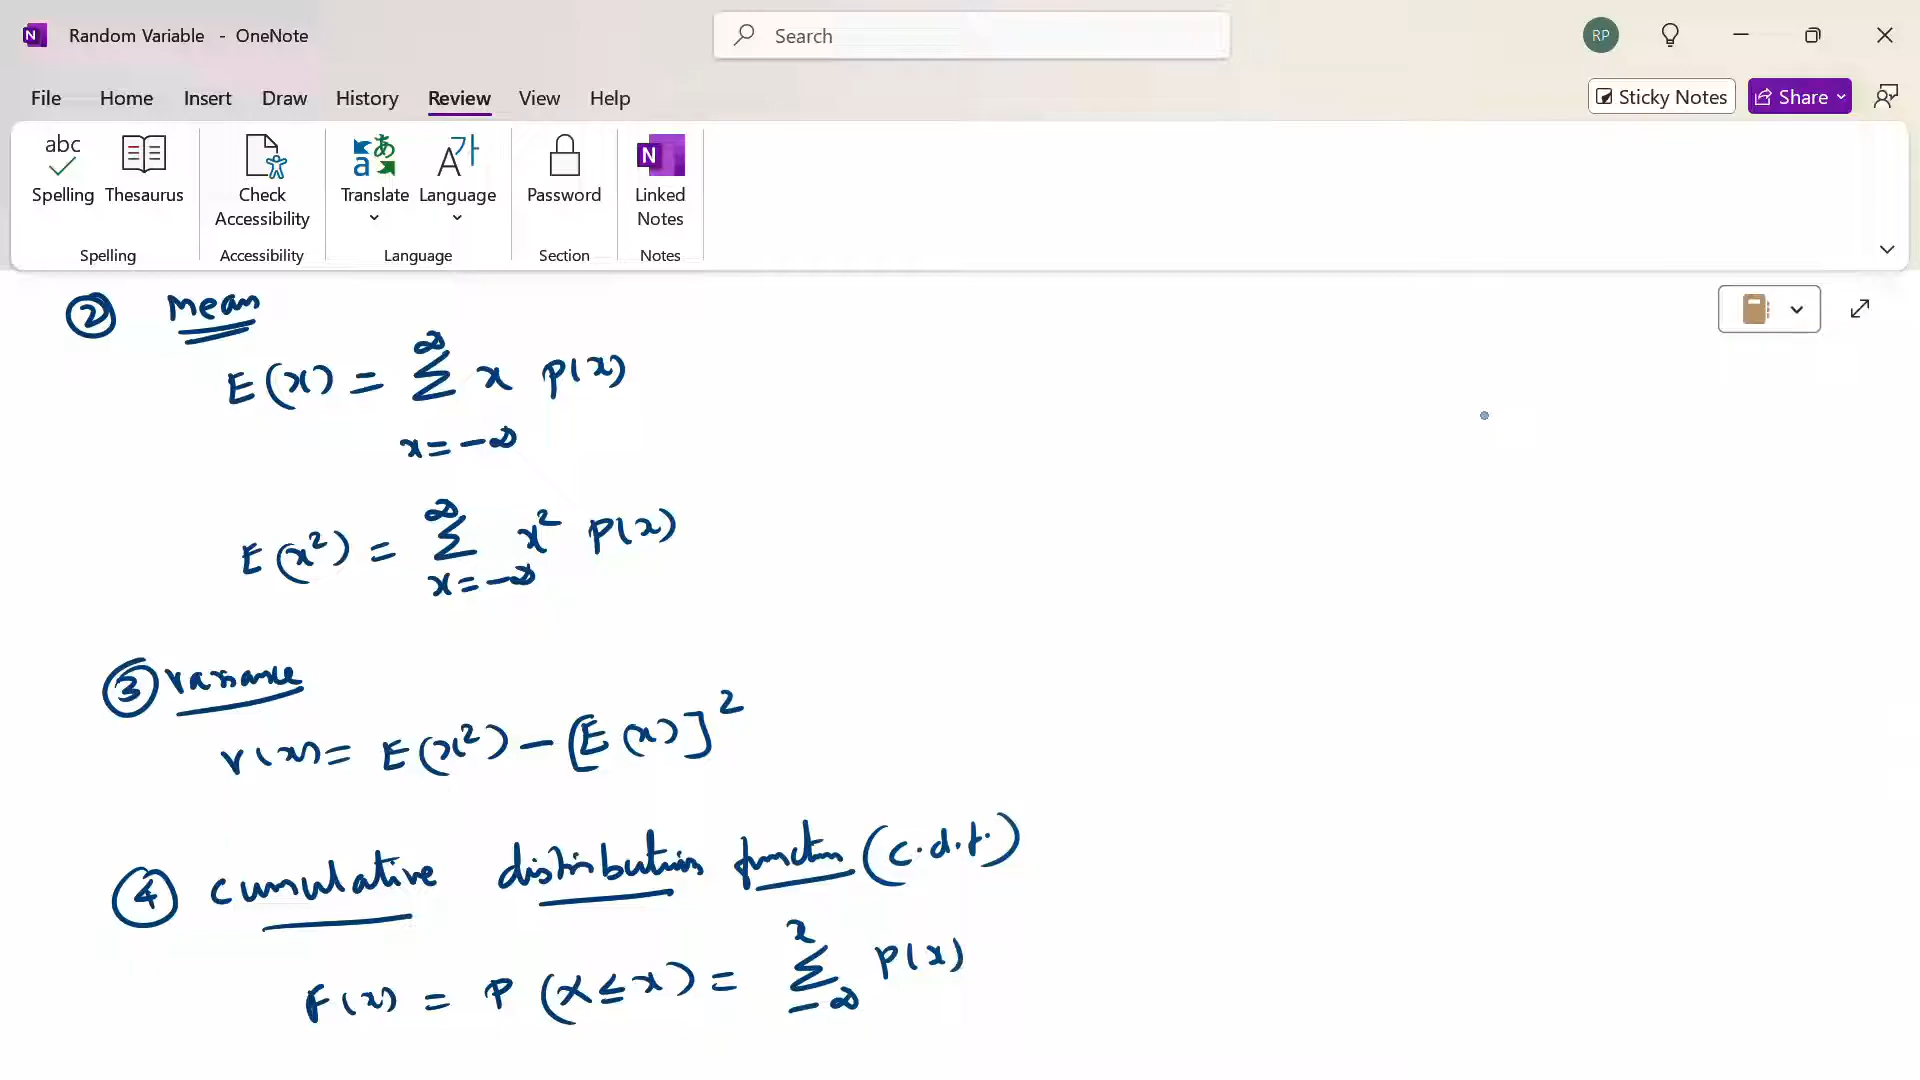 Random Variable - OneNote
Search
RP
File Home Insert Draw History Review View Help
Sticky Notes
Share
abc
Spelling Thesaurus
Check Accessibility
Translate Language
Password
Linked Notes
Spelling Accessibility Language Section Notes
② Mean
E(x) = ∑_{x=-∞}^{∞} x P(x)
E(x²) = ∑_{x=-∞}^{∞} x² P(x)
③ Variance
V(x) = E(x²) - [E(x)]²
④ Cumulative distribution function (c.d.f.)
F(x) = P(X ≤ x) = ∑_{-∞}^{x} P(x)